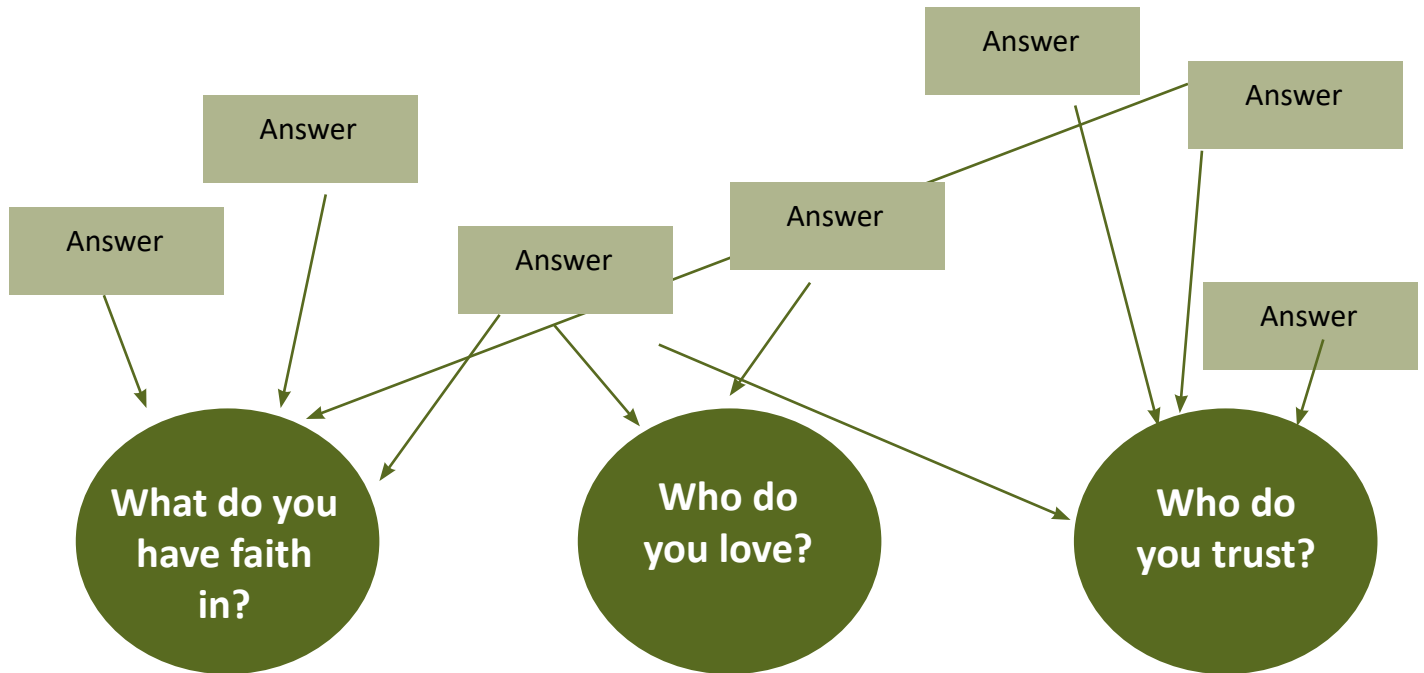 Answer
Answer
Answer
Answer
Answer
Answer
Answer
What do you
have faith
in?
Who do
you love?
Who do
you trust?